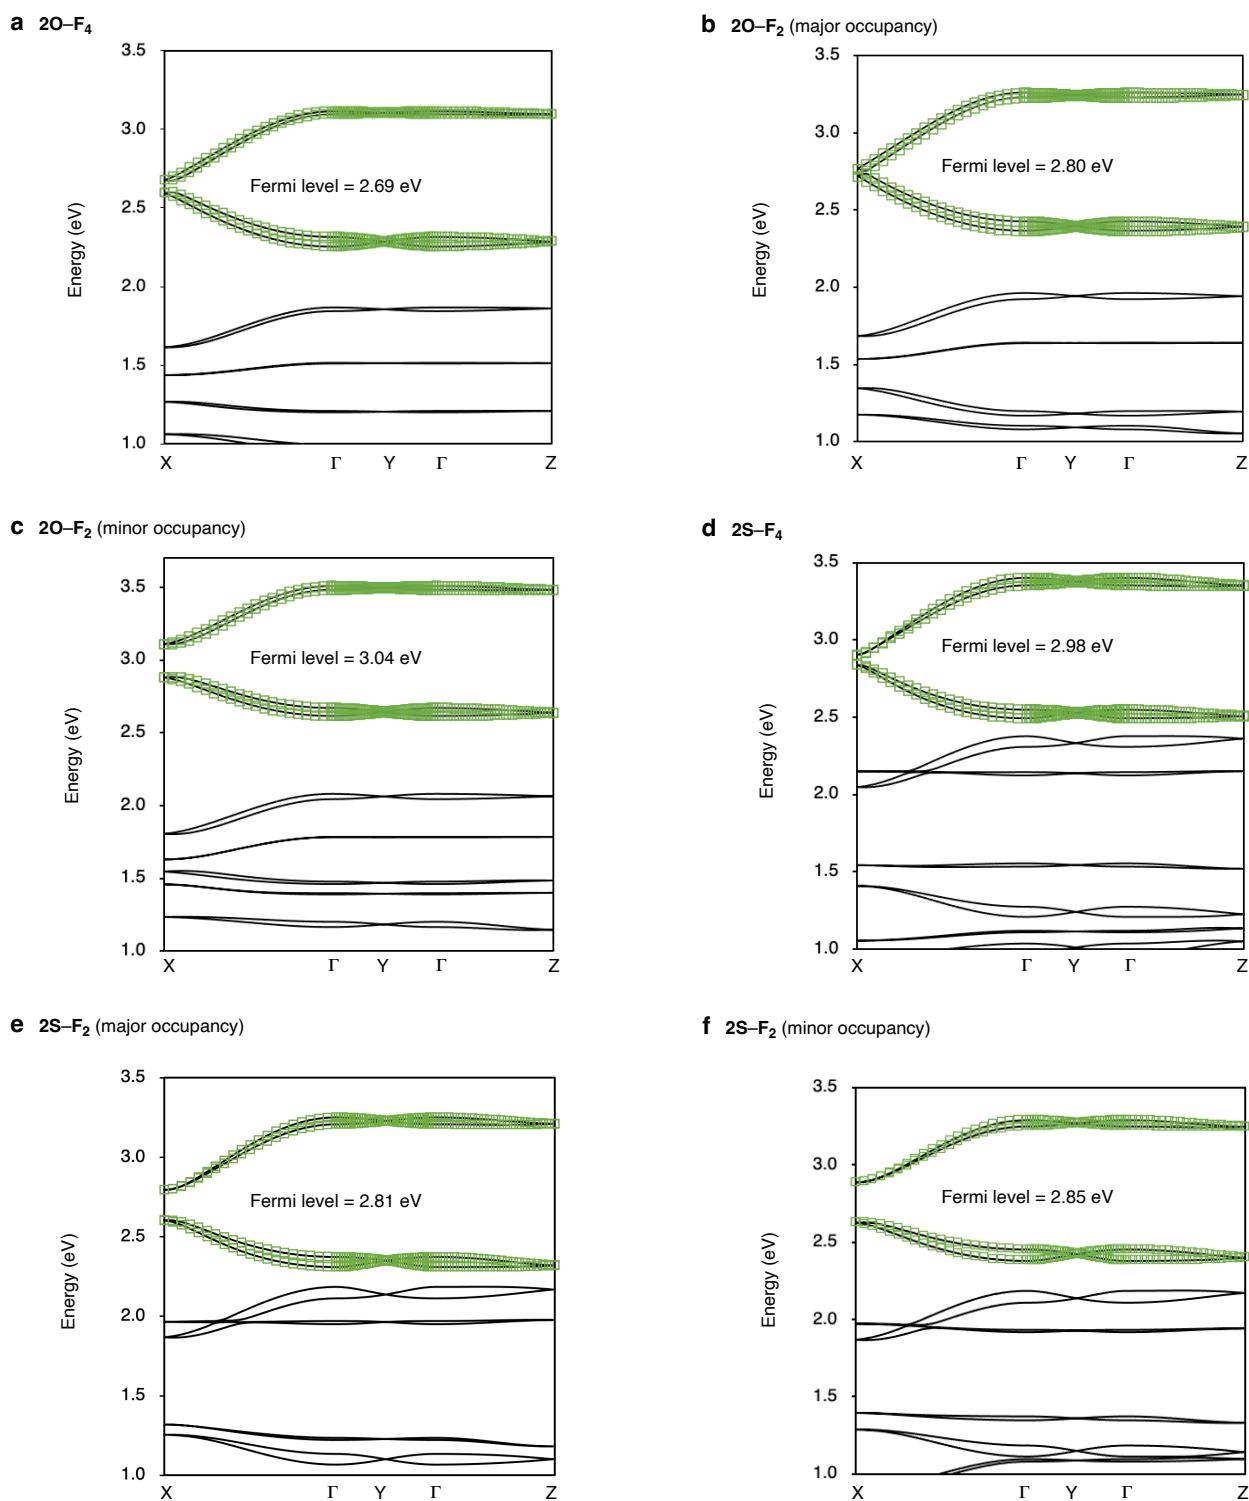 a 2O–F4
3.5
3.0
2.5
2.0
1.5
1.0
Energy (eV)
Fermi level = 2.69 eV
X Γ Y Γ Z
b 2O–F2 (major occupancy)
3.5
3.0
2.5
2.0
1.5
1.0
Energy (eV)
Fermi level = 2.80 eV
X Γ Y Γ Z
c 2O–F2 (minor occupancy)
3.5
3.0
2.5
2.0
1.5
1.0
Energy (eV)
Fermi level = 3.04 eV
X Γ Y Γ Z
d 2S–F4
3.5
3.0
2.5
2.0
1.5
1.0
Energy (eV)
Fermi level = 2.98 eV
X Γ Y Γ Z
e 2S–F2 (major occupancy)
3.5
3.0
2.5
2.0
1.5
1.0
Energy (eV)
Fermi level = 2.81 eV
X Γ Y Γ Z
f 2S–F2 (minor occupancy)
3.5
3.0
2.5
2.0
1.5
1.0
Energy (eV)
Fermi level = 2.85 eV
X Γ Y Γ Z